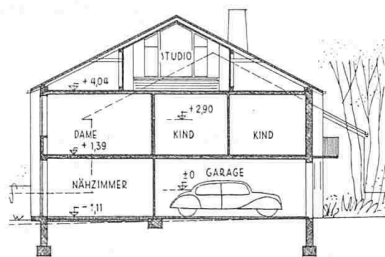 STUDIO
+ 4,04
+ 2,90
DAME
KIND
KIND
+ 1,39
±0
GARAGE
NÄHZIMMER
-1,11